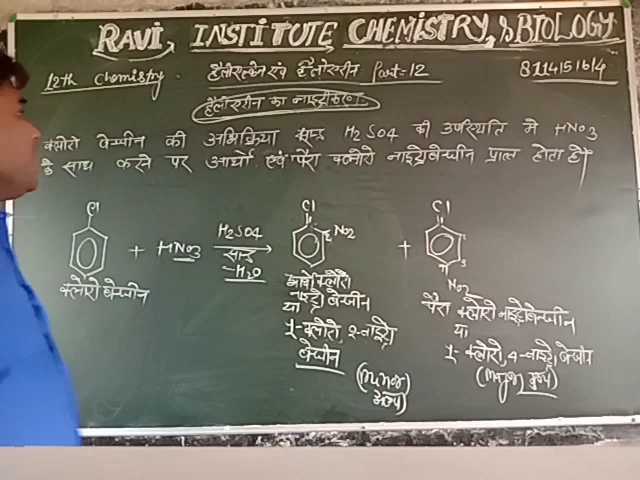 RAVI INSTITUTE CHEMISTRY, & BIOLOGY
12th Chemistry. हैलोएल्केन एवं हैलोएरीन Part-12 8114151614
हैलोएरीन का नाइट्रीकरण
क्लोरो बेन्जीन की अभिक्रिया सान्द्र H2SO4 की उपस्थिति में HNO3
के साथ करने पर आर्थो एवं पैरा क्लोरो नाइट्रोबेन्जीन प्राप्त होता है।
Cl + HNO3 H2SO4 सान्द्र -H2O Cl NO2 + Cl NO2
क्लोरो बेन्जीन
आर्थो क्लोरो नाइट्रो बेन्जीन
या
1-क्लोरो, 2-नाइट्रो
बेन्जीन
(Minor
पैरा क्लोरो नाइट्रोबेन्जीन
या
1-क्लोरो, 4-नाइट्रो बेन्जीन
(Major